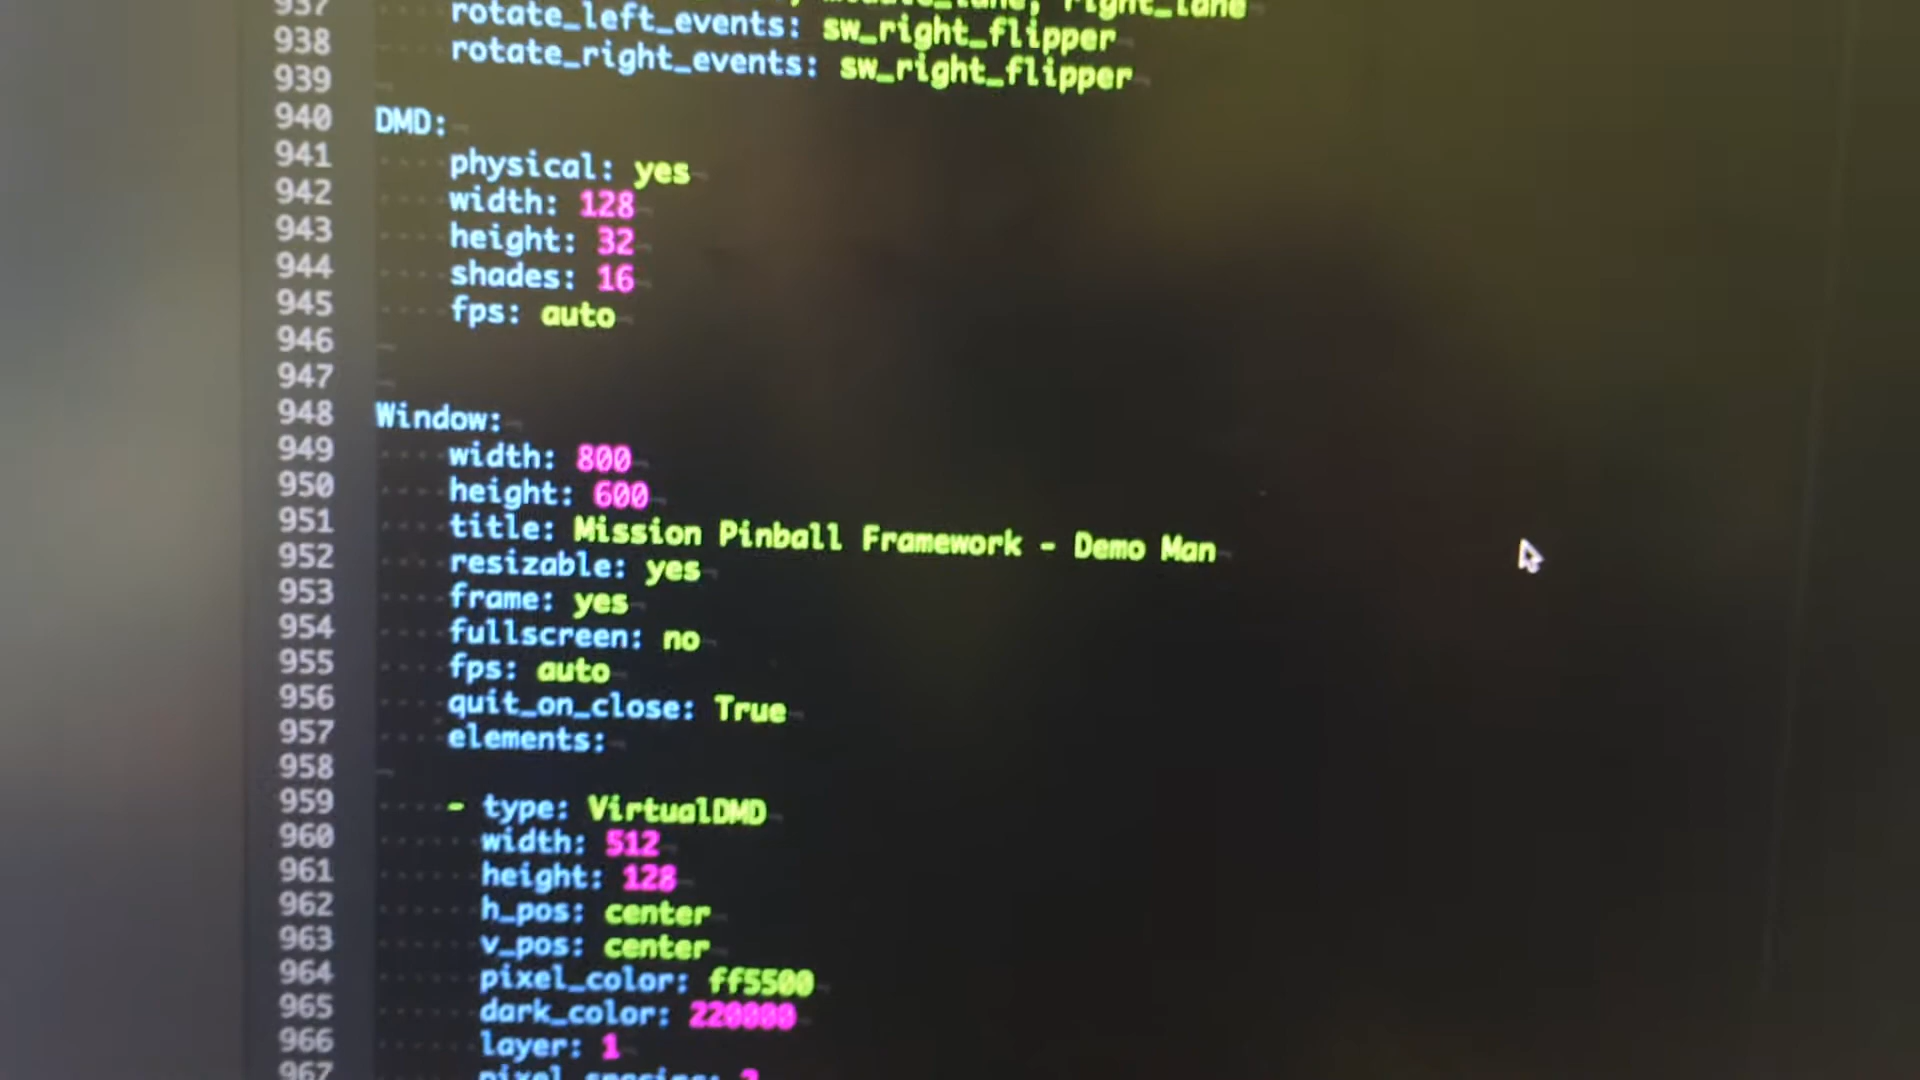 937 right_lane
938 rotate_left_events: sw_right_flipper
939 rotate_right_events: sw_right_flipper
940 DMD:
941 physical: yes
942 width: 128
943 height: 32
944 shades: 16
945 fps: auto
946
947
948 Window:
949 width: 800
950 height: 600
951 title: Mission Pinball Framework - Demo Man
952 resizable: yes
953 frame: yes
954 fullscreen: no
955 fps: auto
956 quit_on_close: True
957 elements:
958
959 - type: VirtualDMD
960 width: 512
961 height: 128
962 h_pos: center
963 v_pos: center
964 pixel_color: ff5500
965 dark_color: 220000
966 layer: 1
967